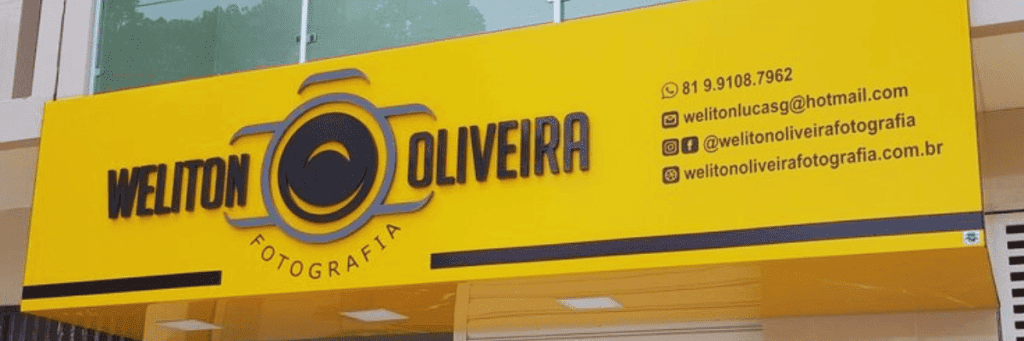 WELITON OLIVEIRA
FOTOGRAFIA
81 9.9108.7962
welitonlucasg@hotmail.com
@welitonoliveirafotografia
welitonoliveirafotografia.com.br